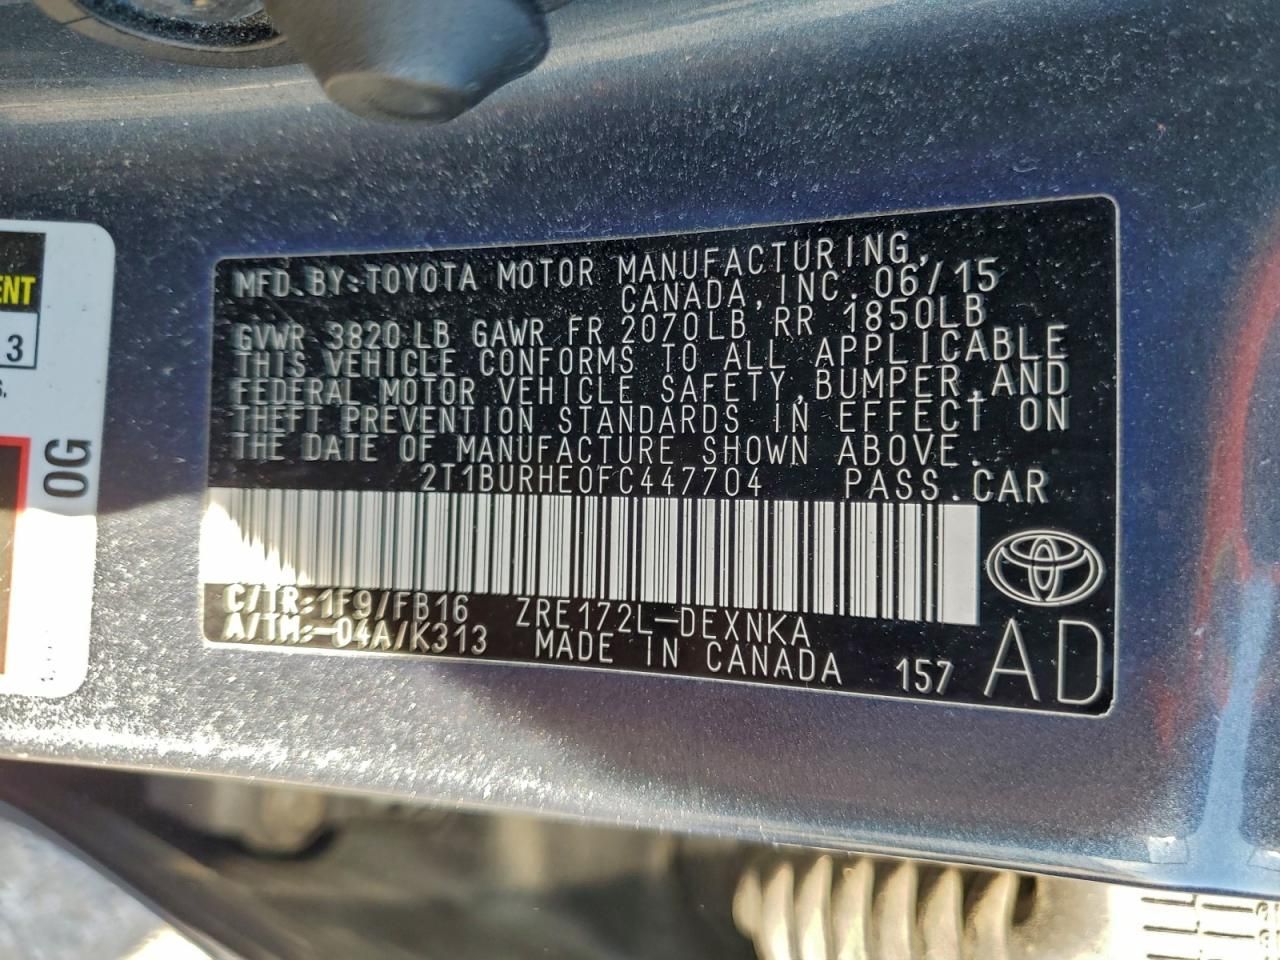 MFD.BY:TOYOTA MOTOR MANUFACTURING,
CANADA,INC. 06/15
GVWR 3820 LB GAWR FR 2070LB RR 1850LB
THIS VEHICLE CONFORMS TO ALL APPLICABLE
FEDERAL MOTOR VEHICLE SAFETY,BUMPER,AND
THEFT PREVENTION STANDARDS IN EFFECT ON
THE DATE OF MANUFACTURE SHOWN ABOVE.
2T1BURHE0FC447704 PASS.CAR
C/TR:1F9/FB16 ZRE172L-DEXNKA
A/TM:-04A/K313 MADE IN CANADA 157
AD
3
0G